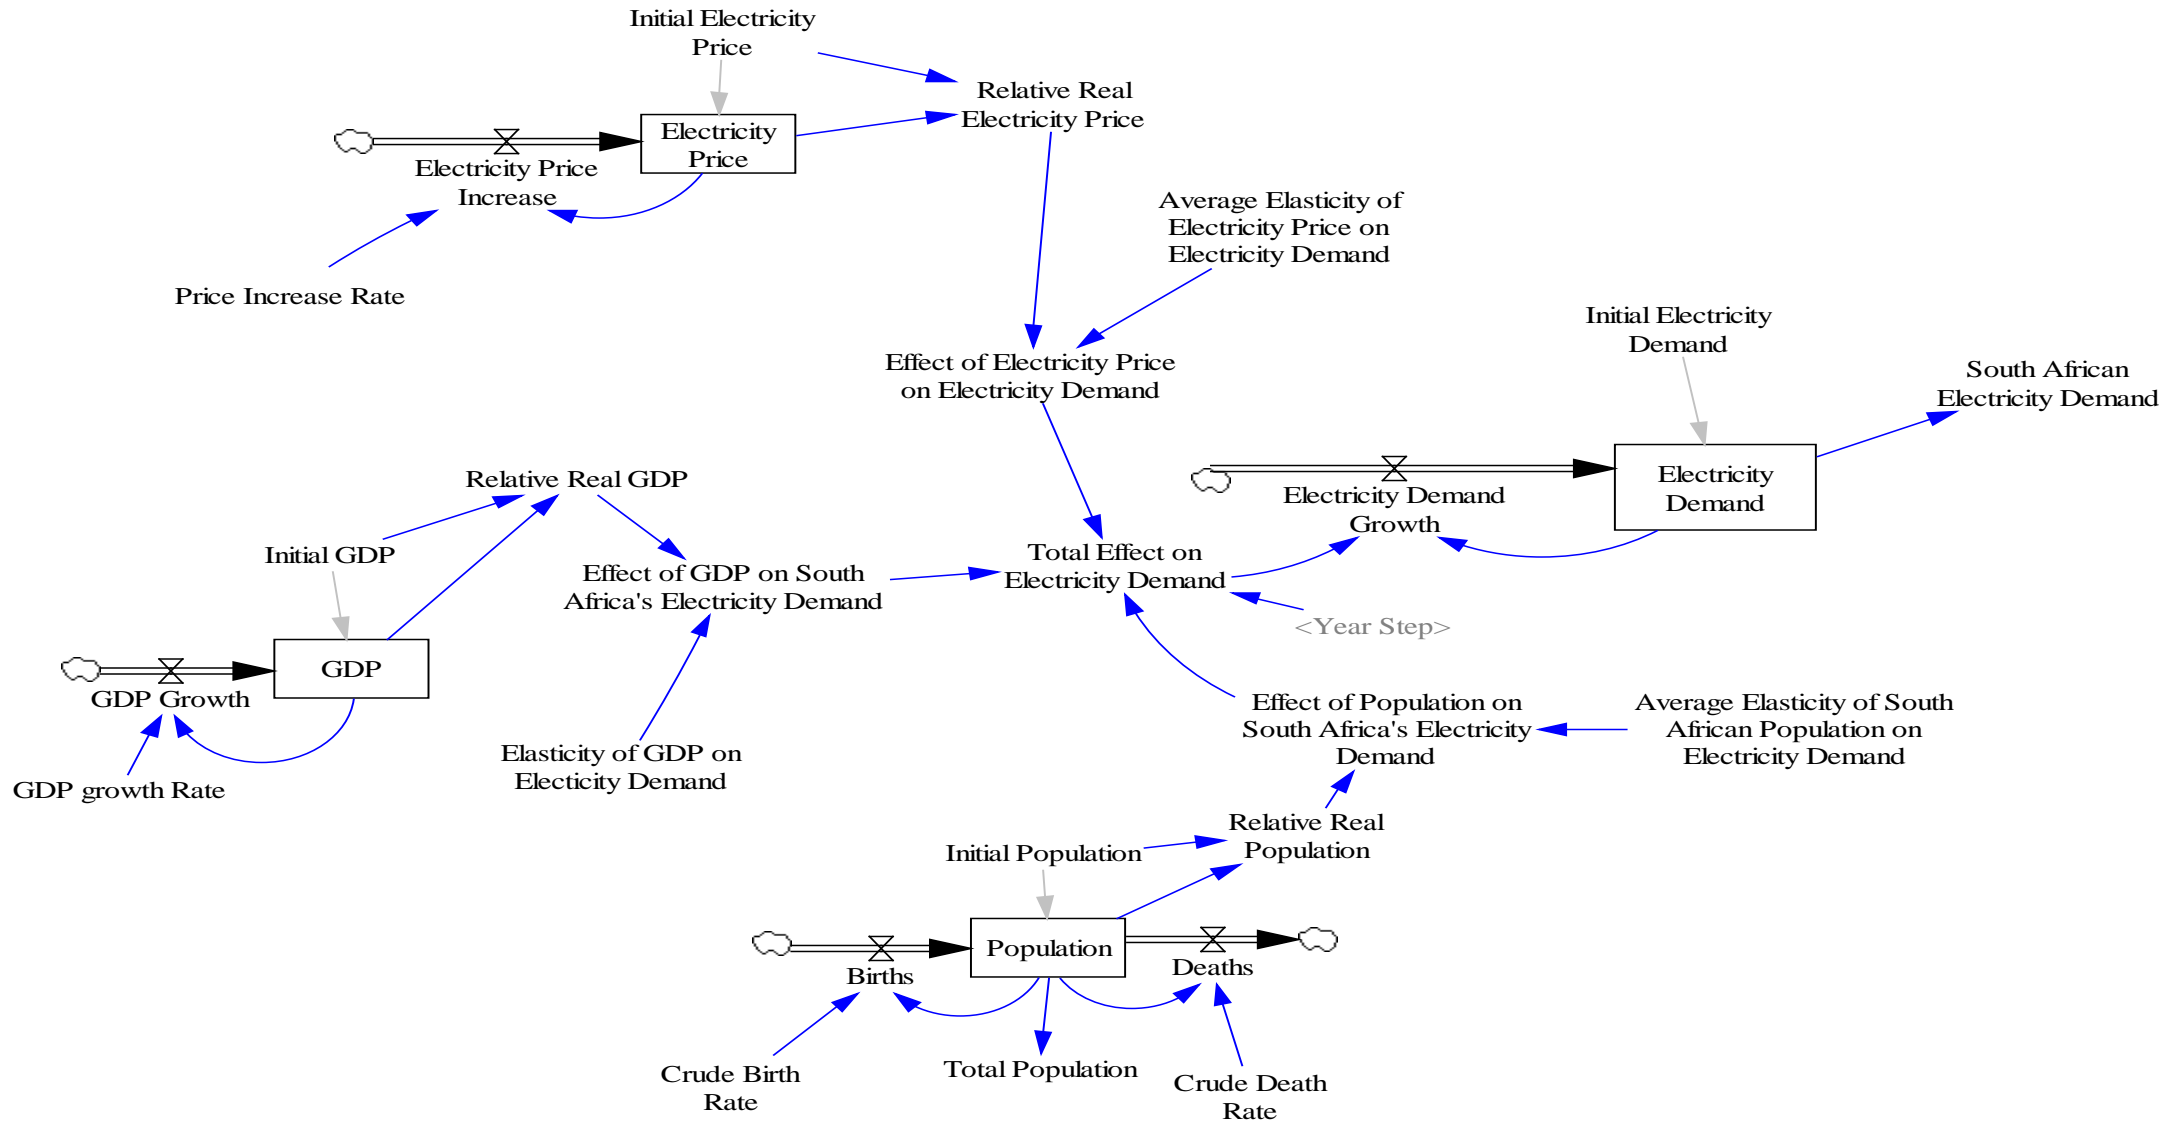 Initial Electricity
Price
Relative Real
Electricity Price
Electricity
Price
Electricity Price
Increase
Price Increase Rate
Average Elasticity of
Electricity Price on
Electricity Demand
Effect of Electricity Price
on Electricity Demand
Initial Electricity
Demand
South African
Electricity Demand
Electricity
Demand
Electricity Demand
Growth
Relative Real GDP
Initial GDP
Effect of GDP on South
Africa's Electricity Demand
Total Effect on
Electricity Demand
<Year Step>
GDP
GDP Growth
GDP growth Rate
Elasticity of GDP on
Electicity Demand
Effect of Population on
South Africa's Electricity
Demand
Average Elasticity of South
African Population on
Electricity Demand
Relative Real
Population
Initial Population
Population
Births
Deaths
Crude Birth
Rate
Total Population
Crude Death
Rate